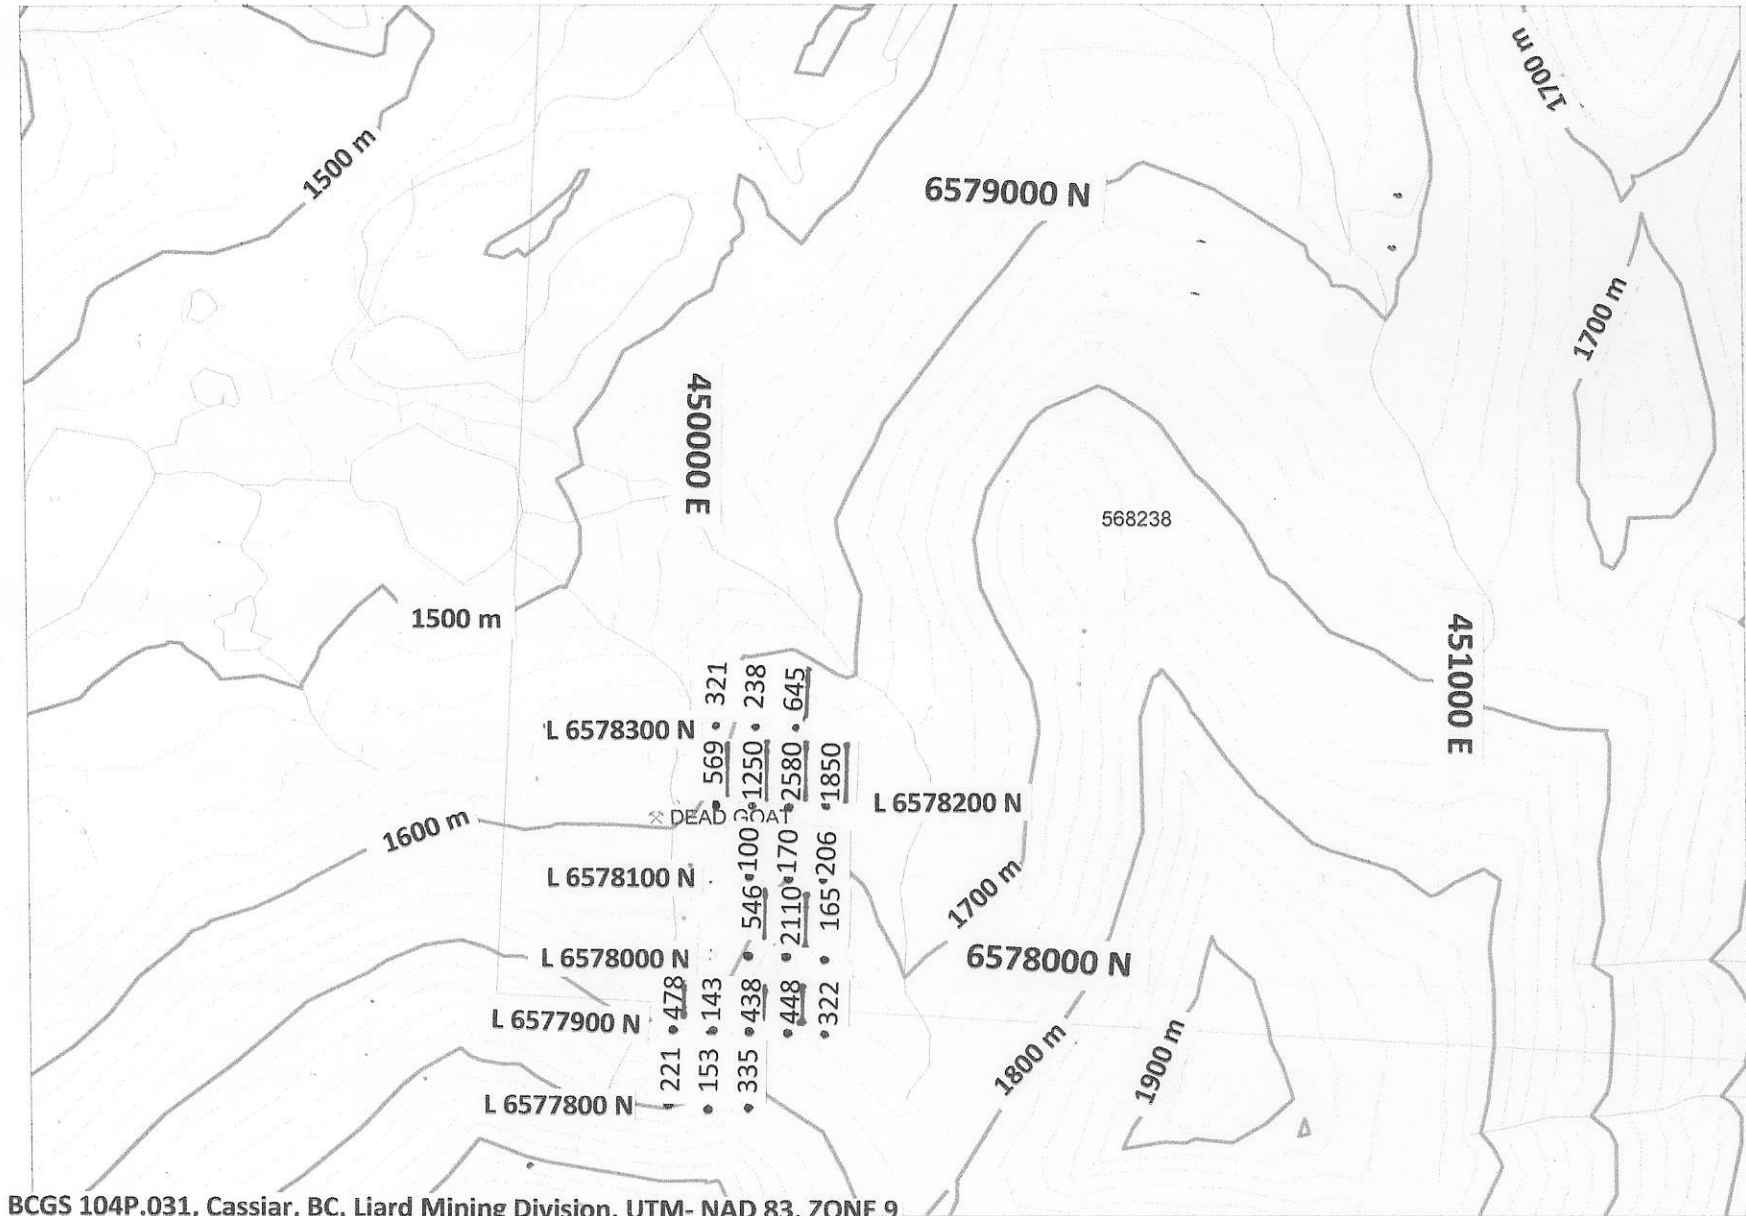 1700 m
1500 m
6579000 N
1700 m
450000 E
568238
1500 m
451000 E
321
238
645
L 6578300 N
569
1250
2580
1850
L 6578200 N
DEAD GOAT
1600 m
100
170
206
L 6578100 N
1700 m
546
2110
165
L 6578000 N
6578000 N
478
143
438
448
322
L 6577900 N
1800 m
1900 m
221
153
335
L 6577800 N
BCGS 104P.031, Cassiar, BC, Liard Mining Division, UTM- NAD 83, ZONE 9